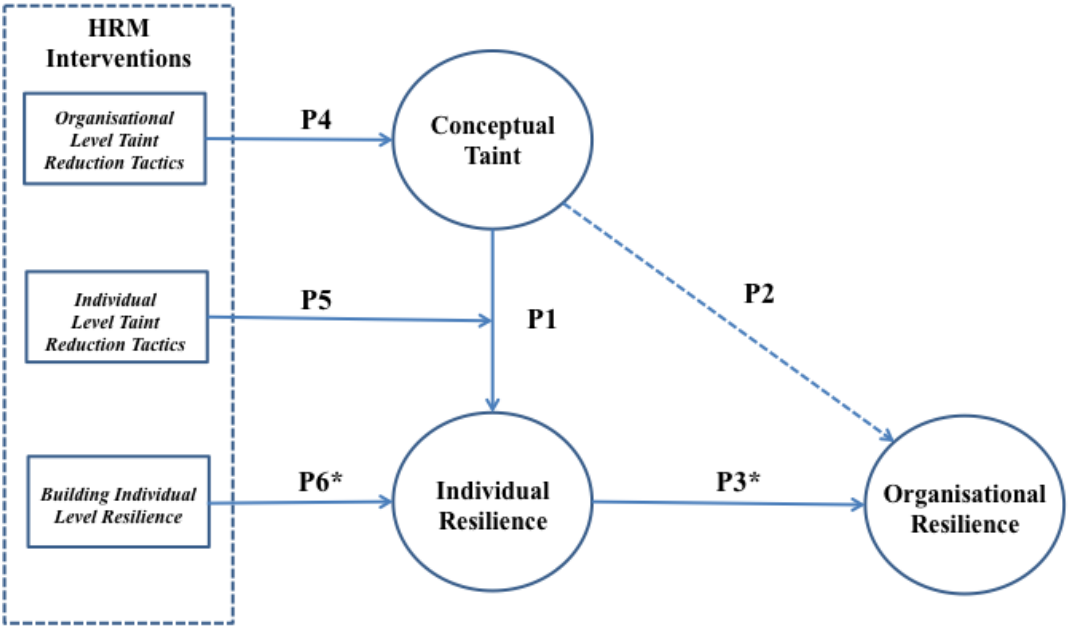 HRM
Interventions
Organisational
Level Taint
Reduction Tactics
P4
Conceptual
Taint
Individual
Level Taint
Reduction Tactics
P5
P1
P2
Building Individual
Level Resilience
P6*
Individual
Resilience
P3*
Organisational
Resilience